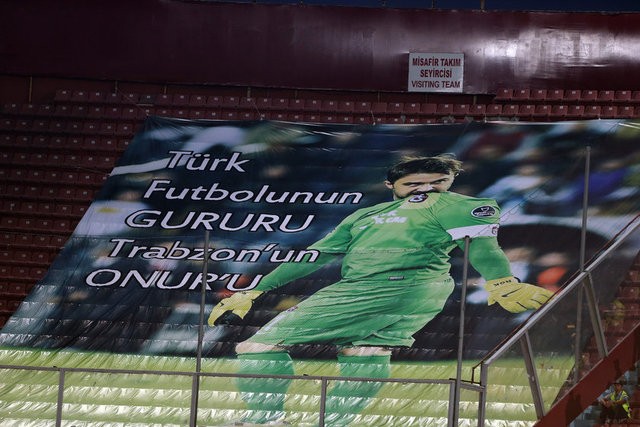 MİSAFİR TAKIM
SEYİRCİSİ
VISITING TEAM
Türk
Futbolunun
GURURU
Trabzon'un
ONUR'U